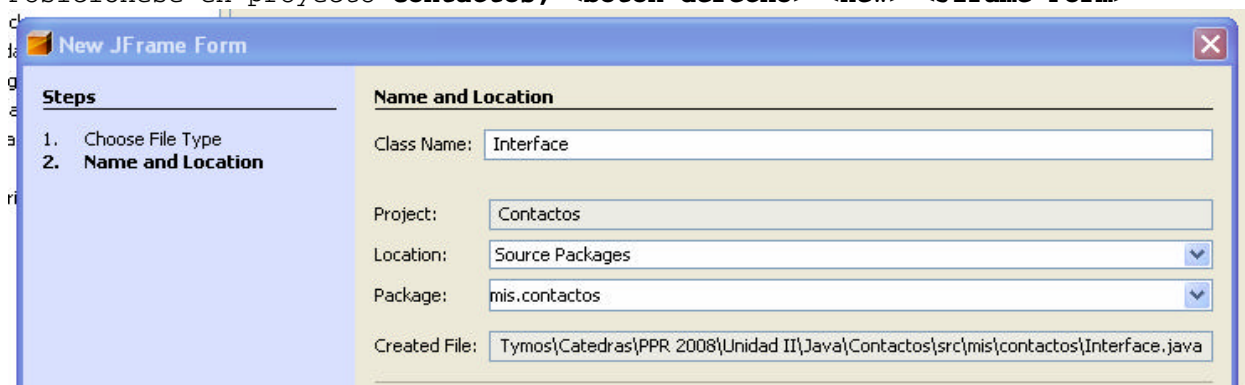 New JFrame Form
Steps
1. Choose File Type
2. Name and Location
Name and Location
Class Name: Interface
Project: Contactos
Location: Source Packages
Package: mis.contactos
Created File: Tymos\Catedras\PPR 2008\Unidad II\Java\Contactos\src\mis\contactos\Interface.java